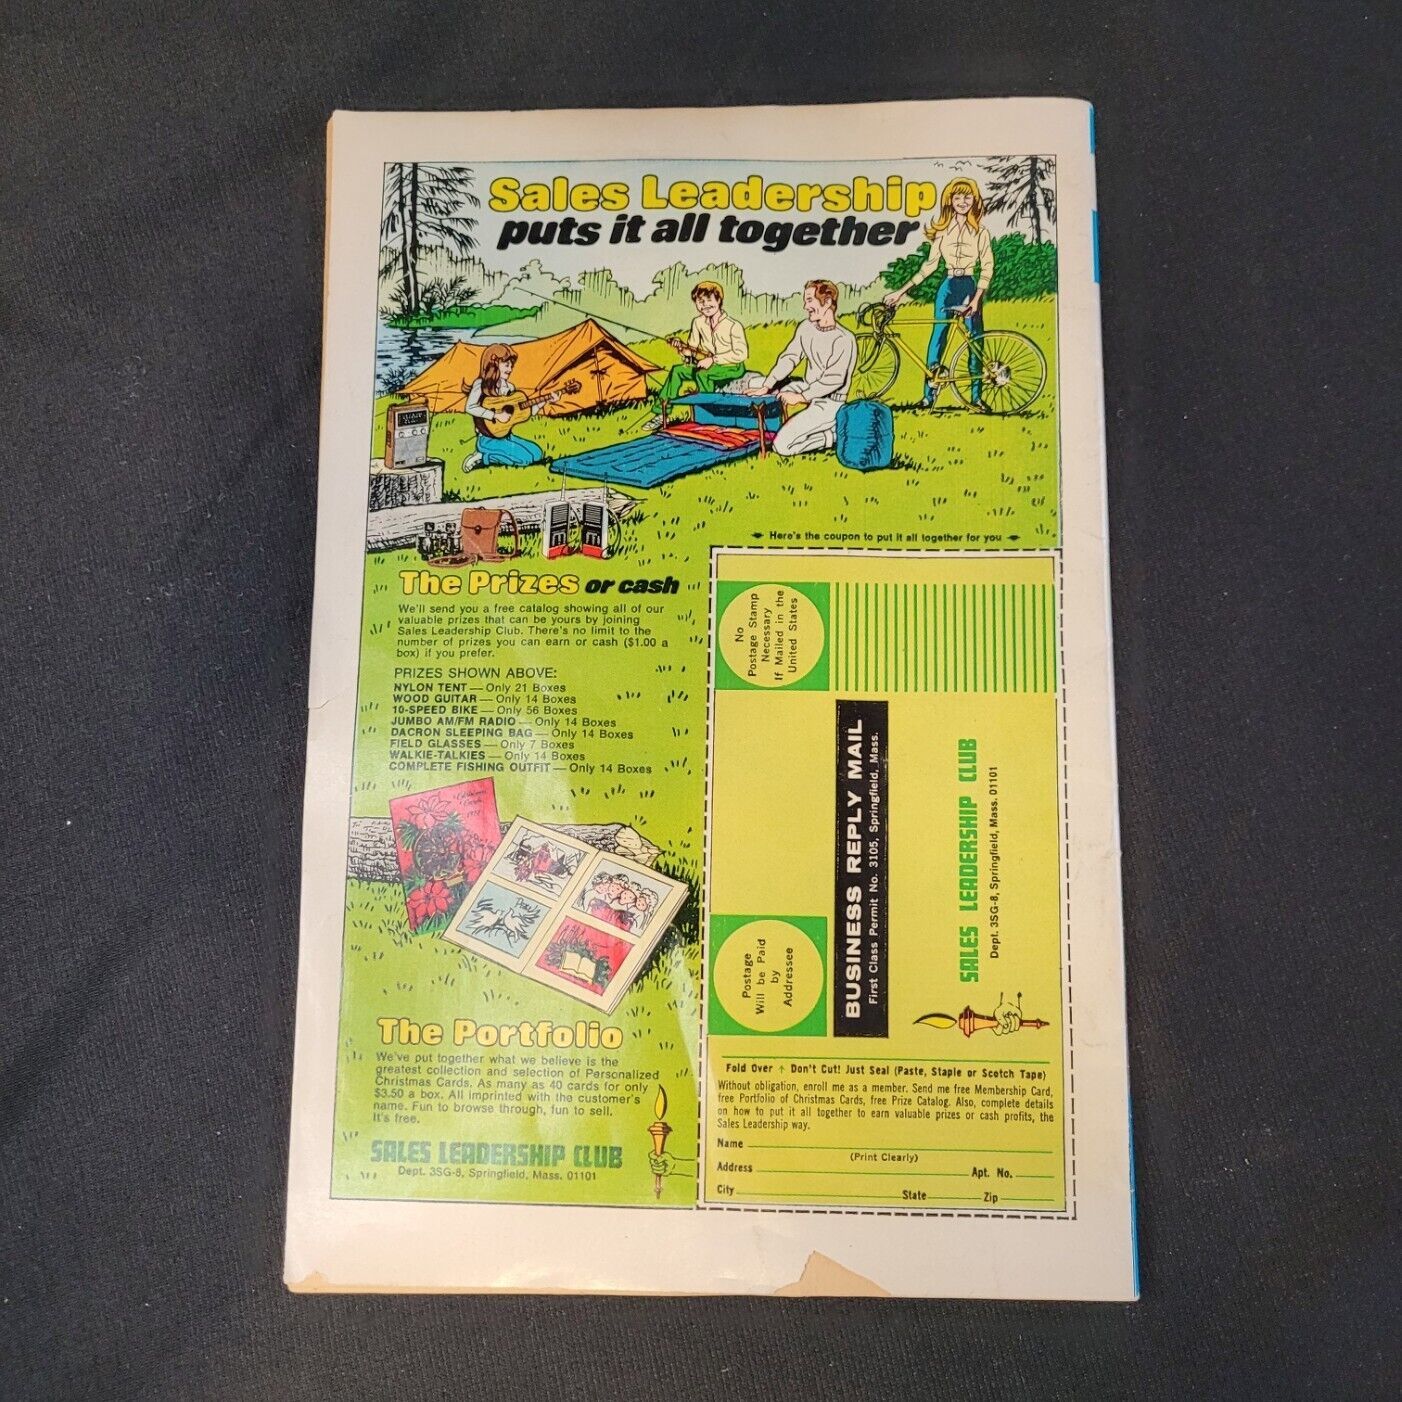 Sales Leadership
puts it all together
Here's the coupon to put it all together for you
The Prizes or cash
We'll send you a free catalog showing all of our
valuable prizes that can be yours by joining
Sales Leadership Club. There's no limit to the
number of prizes you can earn or cash ($1.00 a
box) if you prefer.
PRIZES SHOWN ABOVE:
NYLON TENT — Only 21 Boxes
WOOD GUITAR — Only 14 Boxes
10-SPEED BIKE — Only 56 Boxes
JUMBO AM/FM RADIO — Only 14 Boxes
DACRON SLEEPING BAG — Only 14 Boxes
FIELD GLASSES — Only 7 Boxes
WALKIE-TALKIES — Only 14 Boxes
COMPLETE FISHING OUTFIT — Only 14 Boxes
Christmas
Cards
The Portfolio
We've put together what we believe is the
greatest collection and selection of Personalized
Christmas Cards. As many as 40 cards for only
$3.50 a box. All imprinted with the customer's
name. Fun to browse through, fun to sell.
It's free.
SALES LEADERSHIP CLUB
Dept. 3SG-8, Springfield, Mass. 01101
No
Postage Stamp
Necessary
If Mailed in the
United States
Postage
Will be Paid
by
Addressee
BUSINESS REPLY MAIL
First Class Permit No. 3105, Springfield, Mass.
SALES LEADERSHIP CLUB
Dept. 3SG-8, Springfield, Mass. 01101
Fold Over ↑ Don't Cut! Just Seal (Paste, Staple or Scotch Tape)
Without obligation, enroll me as a member. Send me free Membership Card,
free Portfolio of Christmas Cards, free Prize Catalog. Also, complete details
on how to put it all together to earn valuable prizes or cash profits, the
Sales Leadership way.
Name
(Print Clearly)
Address Apt. No.
City State Zip